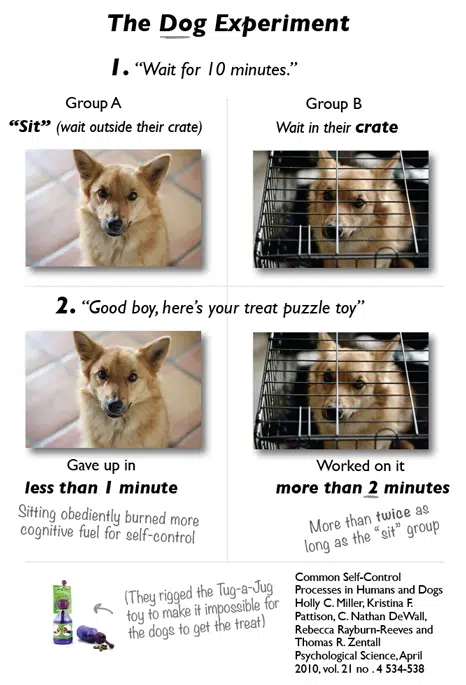 The Dog Experiment
1. “Wait for 10 minutes.”
Group A
“Sit” (wait outside their crate)
Group B
Wait in their crate
2. “Good boy, here’s your treat puzzle toy”
Gave up in
less than 1 minute
Sitting obediently burned more
cognitive fuel for self-control
Worked on it
more than 2 minutes
More than twice as
long as the “sit” group
(They rigged the Tug-a-Jug
toy to make it impossible for
the dogs to get the treat)
Common Self-Control
Processes in Humans and Dogs
Holly C. Miller, Kristina F.
Pattison, C. Nathan DeWall,
Rebecca Rayburn-Reeves and
Thomas R. Zentall
Psychological Science, April
2010, vol. 21 no . 4 534-538